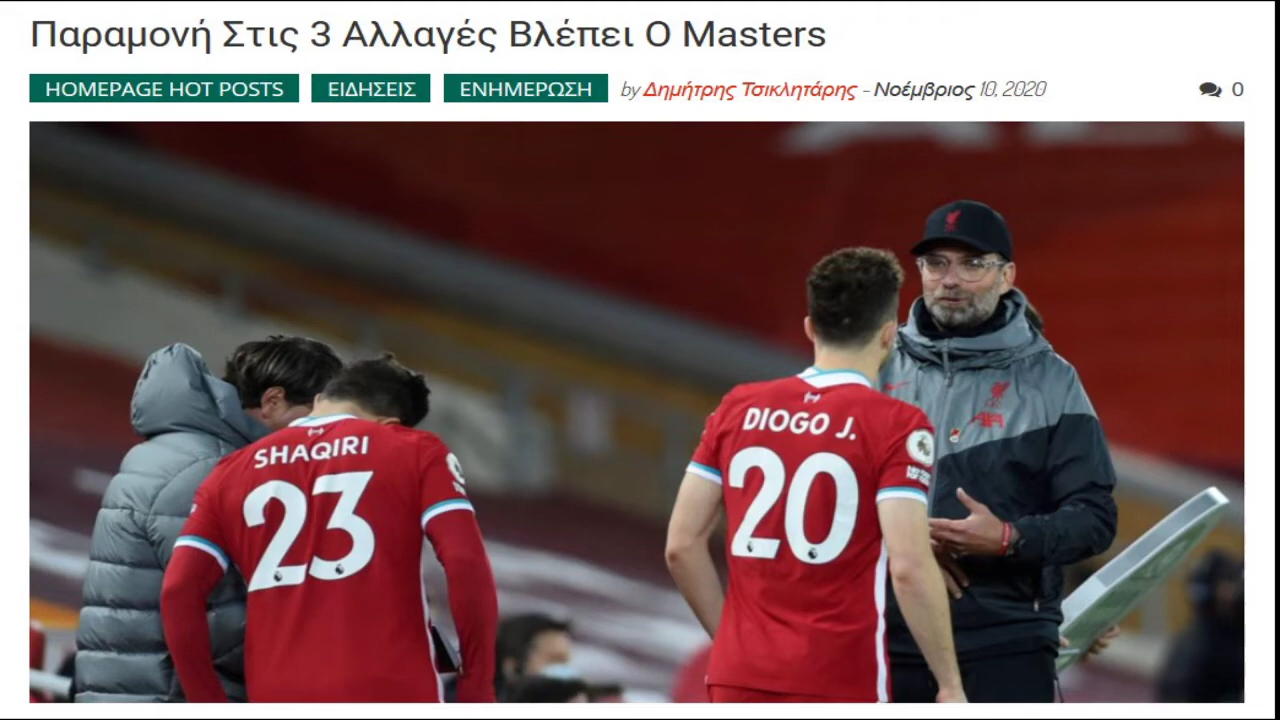 Παραμονή Στις 3 Αλλαγές Βλέπει Ο Masters
HOMEPAGE HOT POSTS ΕΙΔΗΣΕΙΣ ΕΝΗΜΕΡΩΣΗ by Δημήτρης Τσικλητάρης - Νοέμβριος 10, 2020 0
SHAQIRI
23
DIOGO J.
20